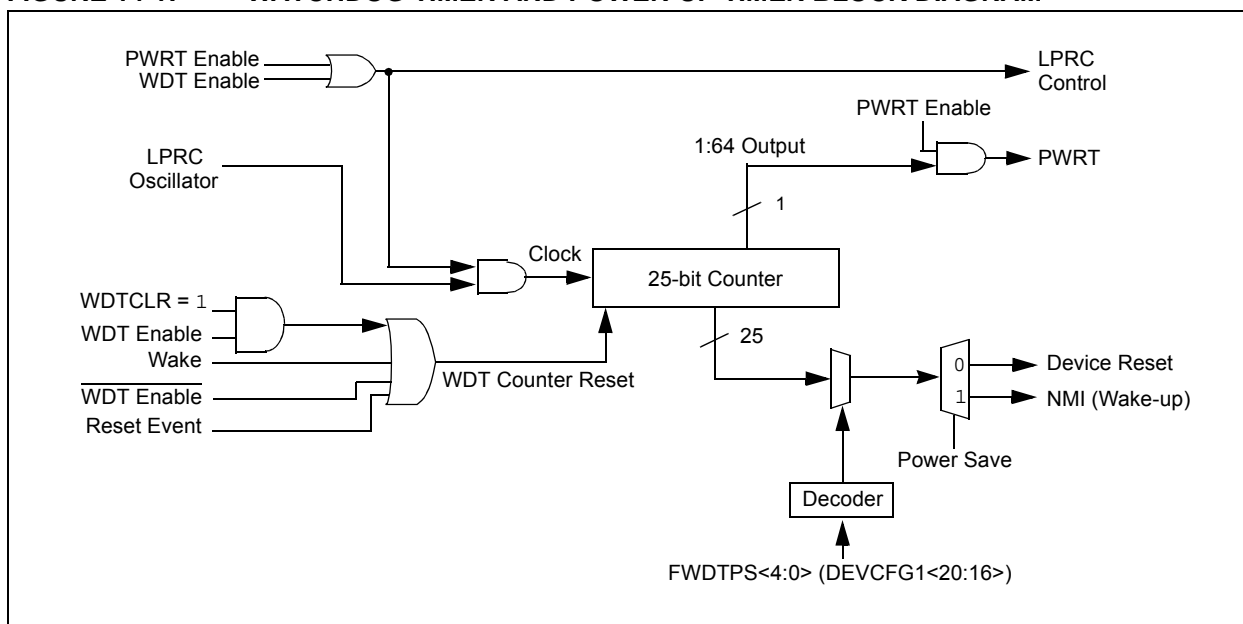 PWRT Enable
WDT Enable
LPRC
Control
PWRT Enable
1:64 Output
PWRT
LPRC
Oscillator
1
Clock
25-bit Counter
WDTCLR = 1
WDT Enable
Wake
WDT Enable
Reset Event
WDT Counter Reset
25
0
1
Device Reset
NMI (Wake-up)
Power Save
Decoder
FWDTPS<4:0> (DEVCFG1<20:16>)